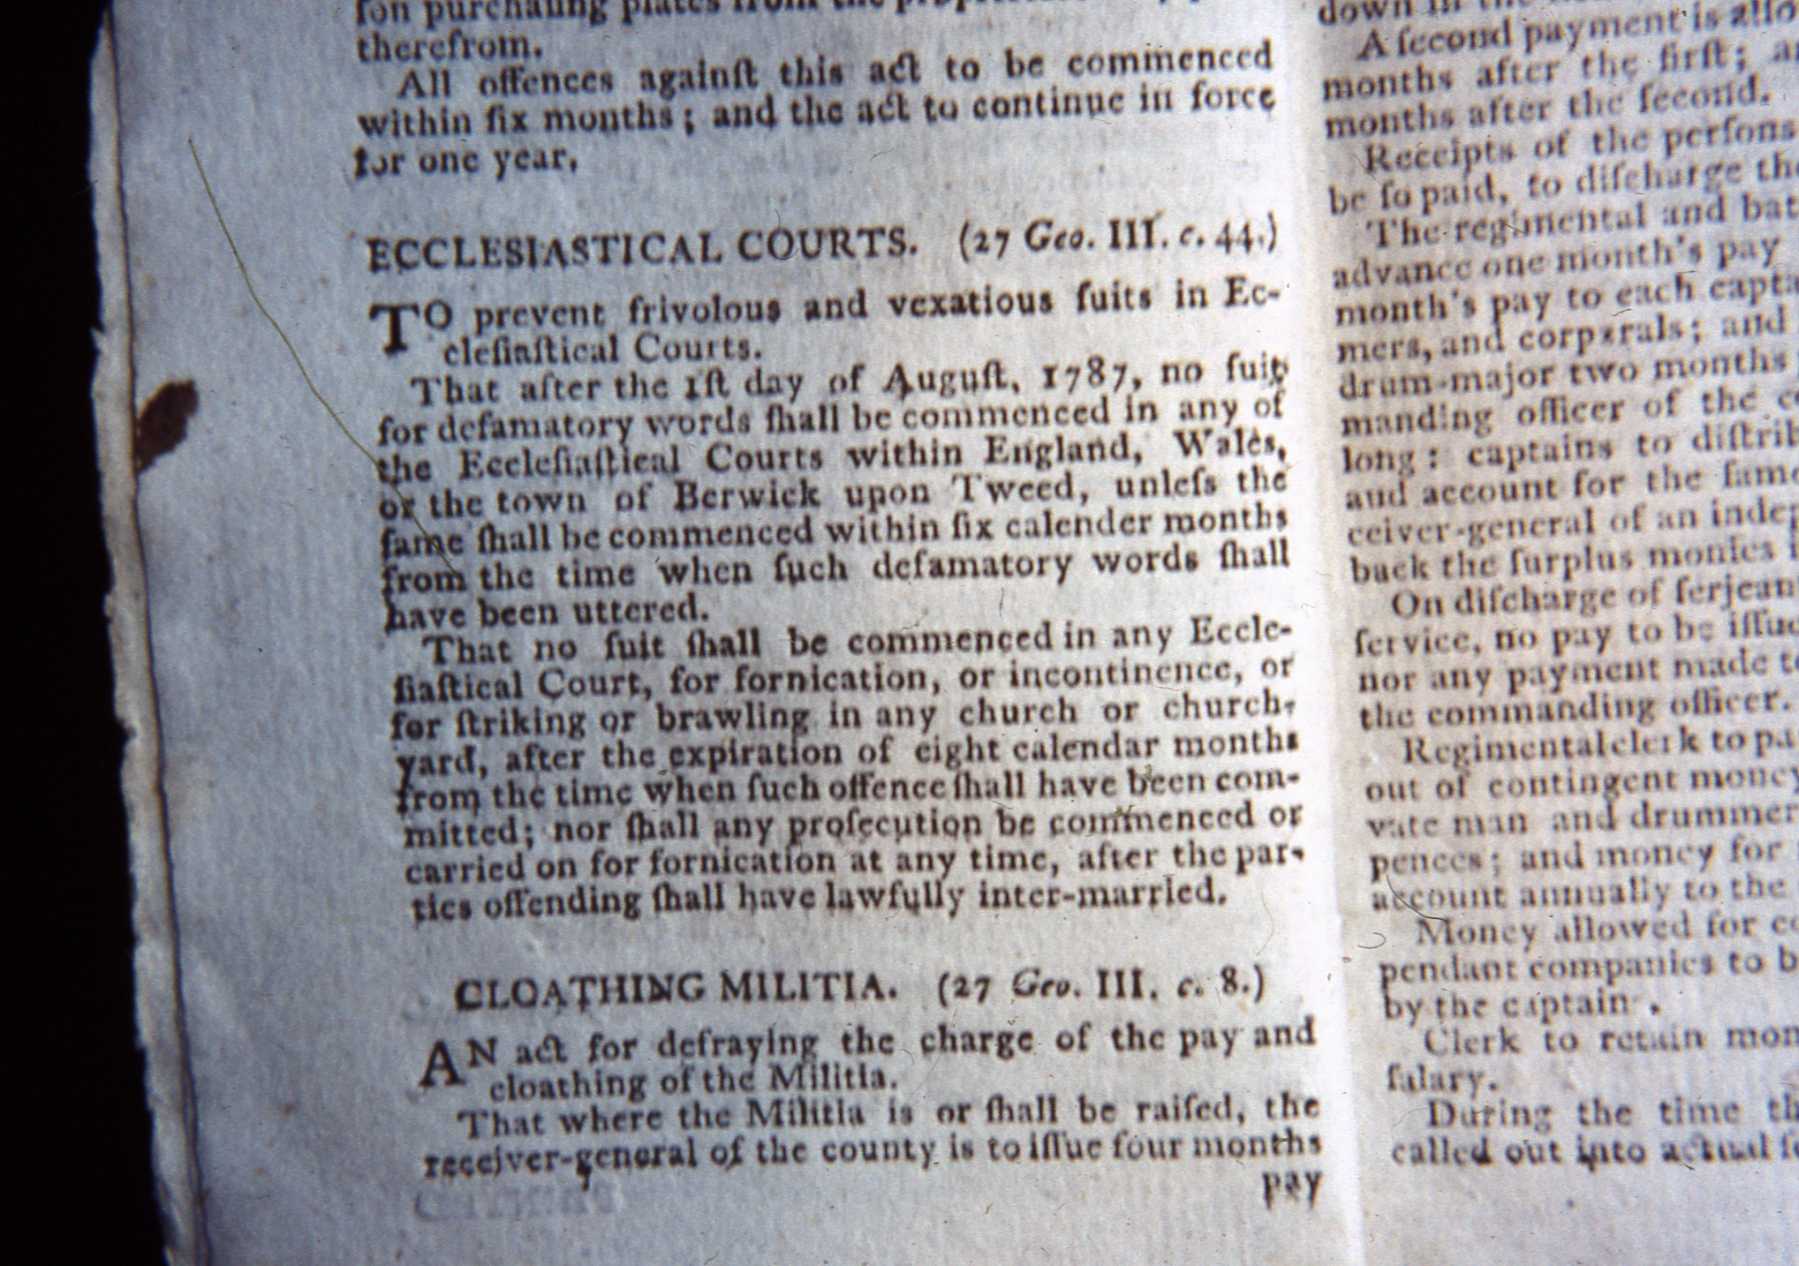 therefrom.
All offences againſt this act to be commenced
within ſix months; and the act to continue in force
for one year.
ECCLESIASTICAL COURTS. (27 Geo. III. c. 44.)
TO prevent frivolous and vexatious ſuits in Ec-
cleſiaſtical Courts.
That after the 1ſt day of Auguſt, 1787, no ſuit
for defamatory words ſhall be commenced in any of
the Eccleſiaſtical Courts within England, Wales,
or the town of Berwick upon Tweed, unleſs the
ſame ſhall be commenced within ſix calender months
from the time when ſuch defamatory words ſhall
have been uttered.
That no ſuit ſhall be commenced in any Eccle-
ſiaſtical Court, for fornication, or incontinence, or
for ſtriking or brawling in any church or church-
yard, after the expiration of eight calendar months
from the time when ſuch offence ſhall have been com-
mitted; nor ſhall any proſecution be commenced or
carried on for fornication at any time, after the par-
ties offending ſhall have lawfully inter-married.
CLOATHING MILITIA. (27 Geo. III. c. 8.)
AN act for defraying the charge of the pay and
cloathing of the Militia.
That where the Militia is or ſhall be raiſed, the
receiver-general of the county is to iſſue four months
pay
down in the
A ſecond payment is
months after the firſt;
months after the ſecond.
Receipts of the perſons
be ſo paid, to diſcharge
The regimental and
advance one month's pay
month's pay to each
mers, and corporals; and
drum-major two months
manding officer of the
long: captains to
and account for the
ceiver-general of an
back the ſurplus monies
On diſcharge of
ſervice, no pay to be
nor any payment made
the commanding officer.
Regimental clerk to
out of contingent money
vate man and drummer
pences; and money for
account annually to the
Money allowed for
pendant companies to
by the captain.
Clerk to retain
ſalary.
During the time
called out into actual